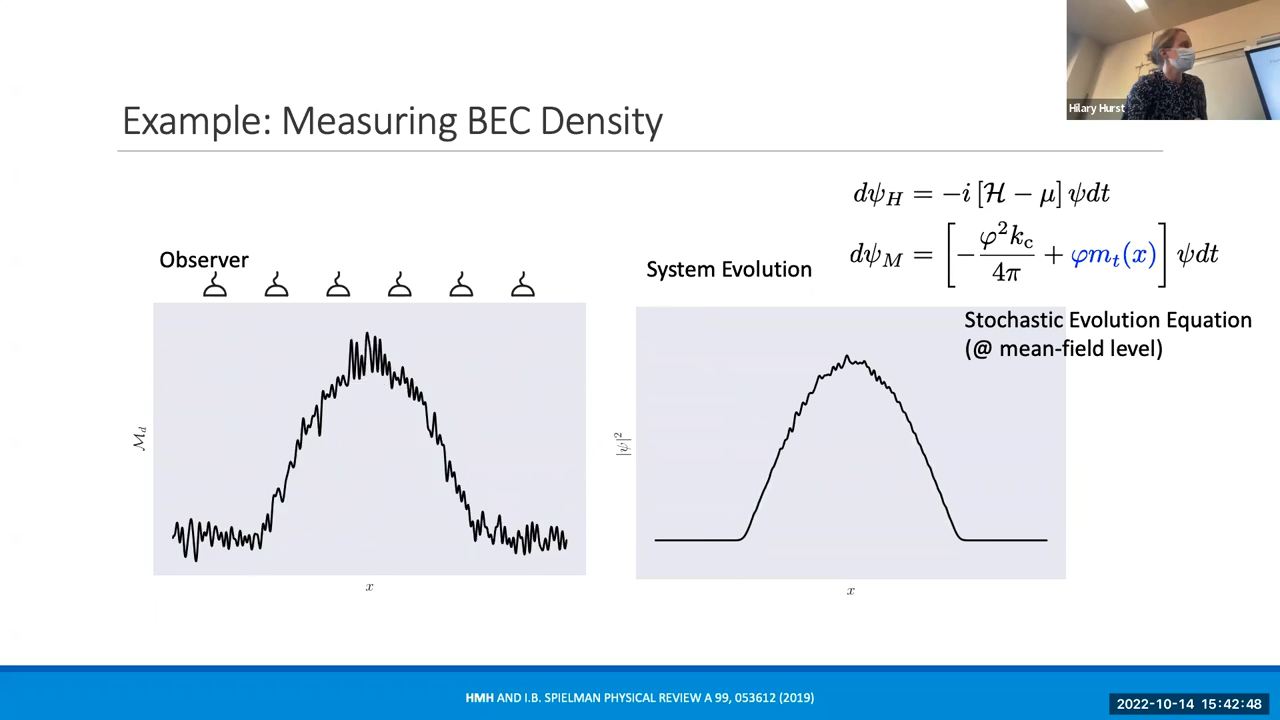 Hilary Hurst
Example: Measuring BEC Density
dψ_H = −i [ℋ − μ] ψdt
dψ_M = [−φ²k_c/4π + φm_t(x)] ψdt
Observer
System Evolution
Stochastic Evolution Equation
(@ mean-field level)
ℳ_d
x
|ψ|²
x
HMH AND I.B. SPIELMAN PHYSICAL REVIEW A 99, 053612 (2019)
2022-10-14 15:42:48